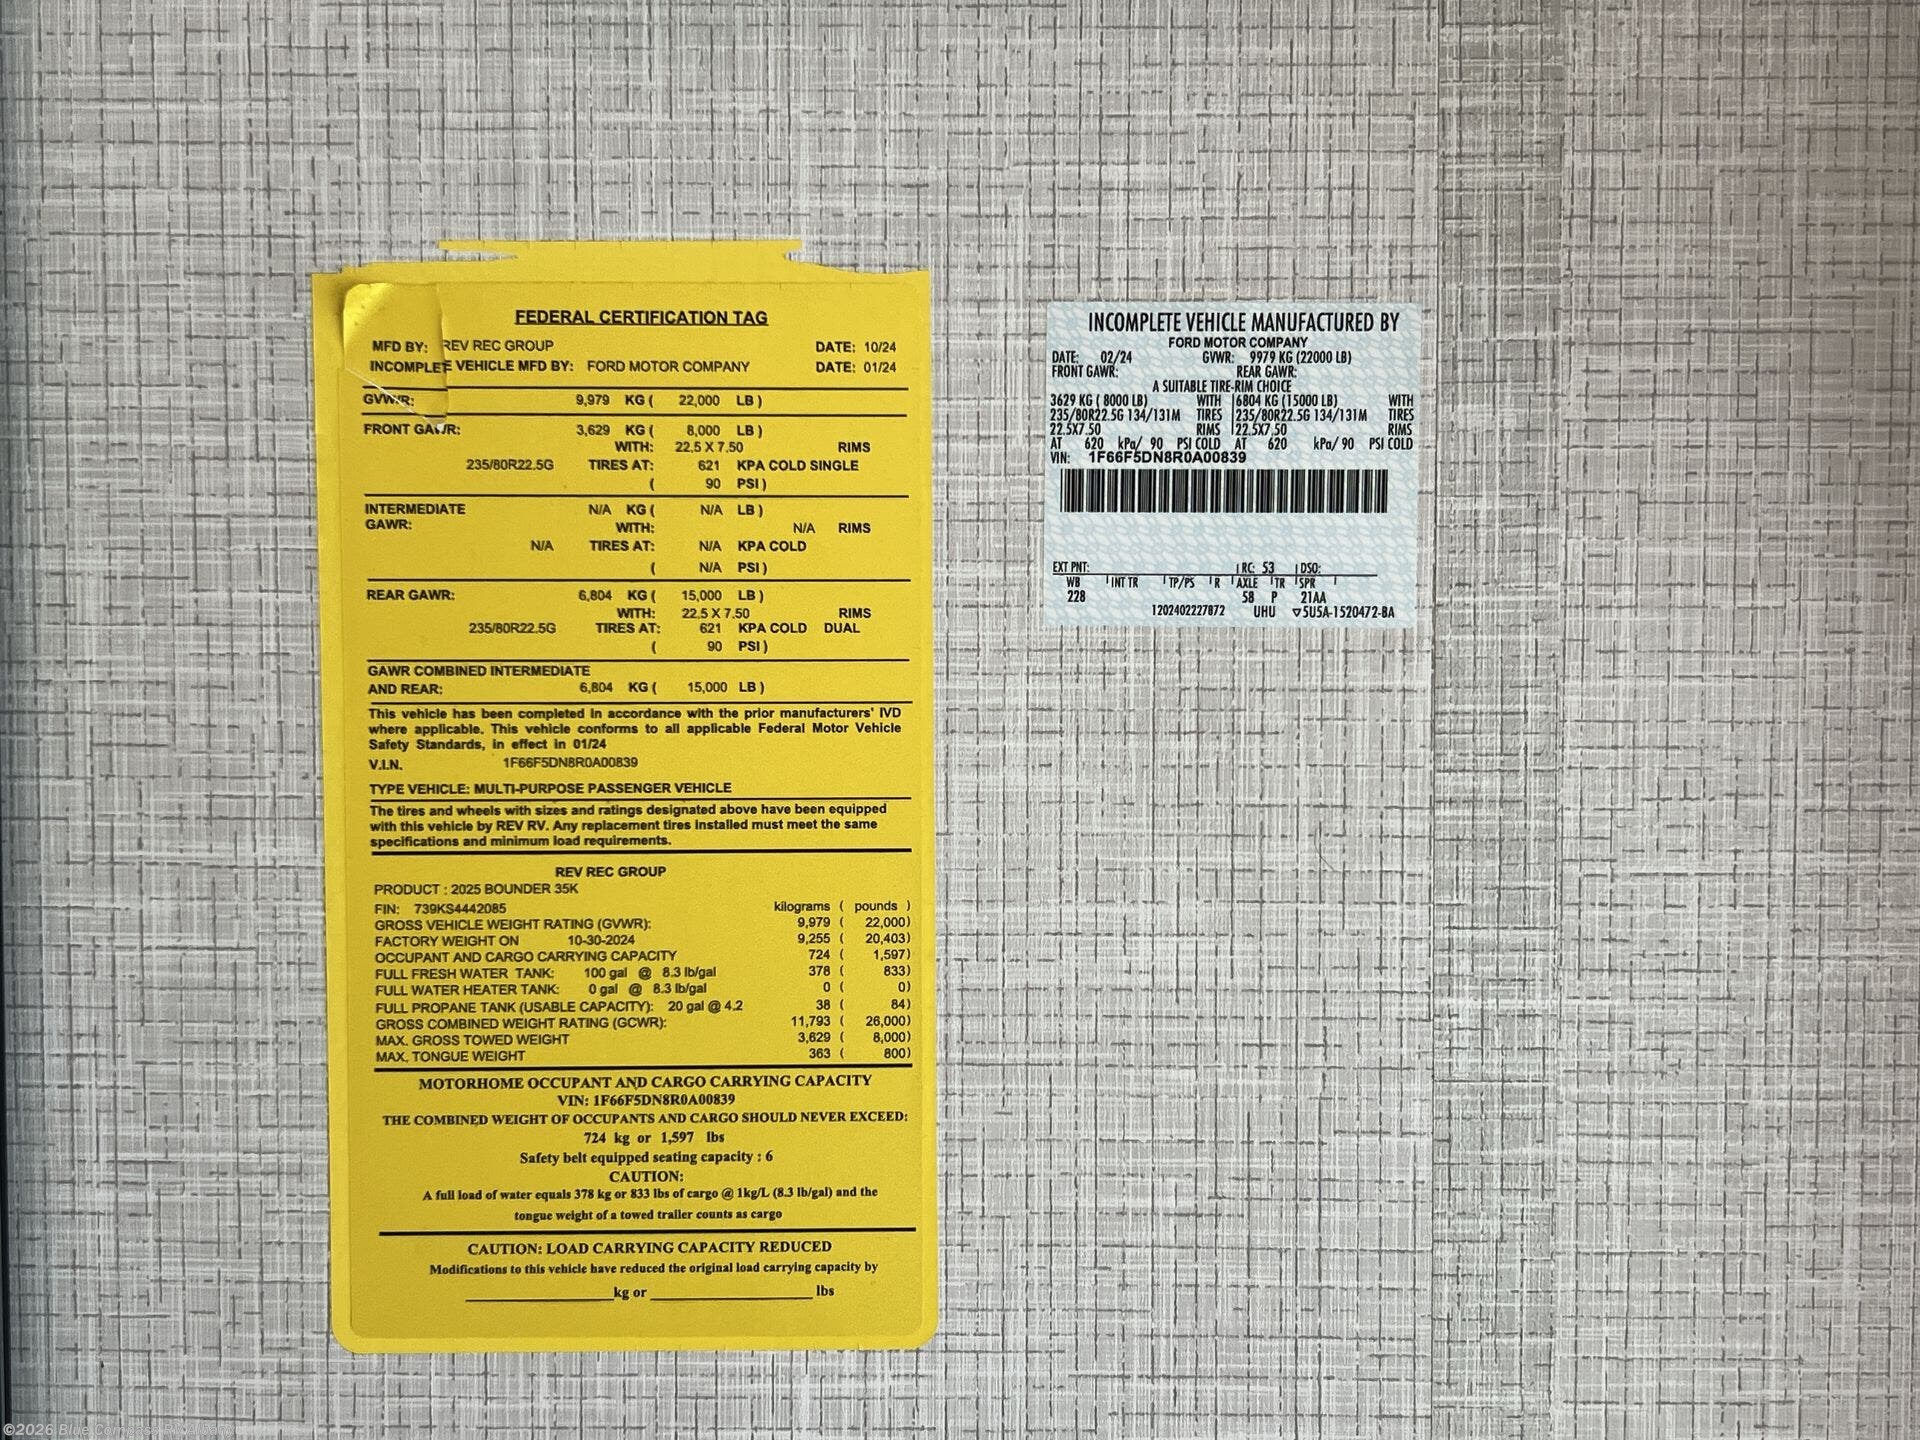 FEDERAL CERTIFICATION TAG
MFD BY: REV REC GROUP DATE: 10/24
INCOMPLETE VEHICLE MFD BY: FORD MOTOR COMPANY DATE: 01/24
GVWR: 9,979 KG ( 22,000 LB )
FRONT GAWR: 3,629 KG ( 8,000 LB )
WITH: 22.5 X 7.50 RIMS
235/80R22.5G TIRES AT: 621 KPA COLD SINGLE
( 90 PSI )
INTERMEDIATE N/A KG ( N/A LB )
GAWR: WITH: N/A RIMS
N/A TIRES AT: N/A KPA COLD
( N/A PSI )
REAR GAWR: 6,804 KG ( 15,000 LB )
WITH: 22.5 X 7.50 RIMS
235/80R22.5G TIRES AT: 621 KPA COLD DUAL
( 90 PSI )
GAWR COMBINED INTERMEDIATE
AND REAR: 6,804 KG ( 15,000 LB )
This vehicle has been completed in accordance with the prior manufacturers' IVD
where applicable. This vehicle conforms to all applicable Federal Motor Vehicle
Safety Standards, in effect in 01/24
V.I.N. 1F66F5DN8R0A00839
TYPE VEHICLE: MULTI-PURPOSE PASSENGER VEHICLE
The tires and wheels with sizes and ratings designated above have been equipped
with this vehicle by REV RV. Any replacement tires installed must meet the same
specifications and minimum load requirements.
REV REC GROUP
PRODUCT : 2025 BOUNDER 35K
FIN: 739KS4442085 kilograms ( pounds )
GROSS VEHICLE WEIGHT RATING (GVWR): 9,979 ( 22,000)
FACTORY WEIGHT ON 10-30-2024 9,255 ( 20,403)
OCCUPANT AND CARGO CARRYING CAPACITY 724 ( 1,597)
FULL FRESH WATER TANK: 100 gal @ 8.3 lb/gal 378 ( 833)
FULL WATER HEATER TANK: 0 gal @ 8.3 lb/gal 0 ( 0)
FULL PROPANE TANK (USABLE CAPACITY): 20 gal @ 4.2 38 ( 84)
GROSS COMBINED WEIGHT RATING (GCWR): 11,793 ( 26,000)
MAX. GROSS TOWED WEIGHT 3,629 ( 8,000)
MAX. TONGUE WEIGHT 363 ( 800)
MOTORHOME OCCUPANT AND CARGO CARRYING CAPACITY
VIN: 1F66F5DN8R0A00839
THE COMBINED WEIGHT OF OCCUPANTS AND CARGO SHOULD NEVER EXCEED:
724 kg or 1,597 lbs
Safety belt equipped seating capacity : 6
CAUTION:
A full load of water equals 378 kg or 833 lbs of cargo @ 1kg/L (8.3 lb/gal) and the
tongue weight of a towed trailer counts as cargo
CAUTION: LOAD CARRYING CAPACITY REDUCED
Modifications to this vehicle have reduced the original load carrying capacity by
kg or lbs
INCOMPLETE VEHICLE MANUFACTURED BY
FORD MOTOR COMPANY
DATE: 02/24 GVWR: 9979 KG (22000 LB)
FRONT GAWR: REAR GAWR:
A SUITABLE TIRE-RIM CHOICE
3629 KG ( 8000 LB) WITH 6804 KG (15000 LB) WITH
235/80R22.5G 134/131M TIRES 235/80R22.5G 134/131M TIRES
22.5X7.50 RIMS 22.5X7.50 RIMS
AT 620 kPa/ 90 PSI COLD AT 620 kPa/ 90 PSI COLD
VIN: 1F66F5DN8R0A00839
EXT PNT: RC: 53 DSO:
WB INT TR TP/PS R AXLE TR SPR
228 58 P 21AA
1202402227872 UHU ▽5U5A-1520472-BA
©2026 Blue Compass